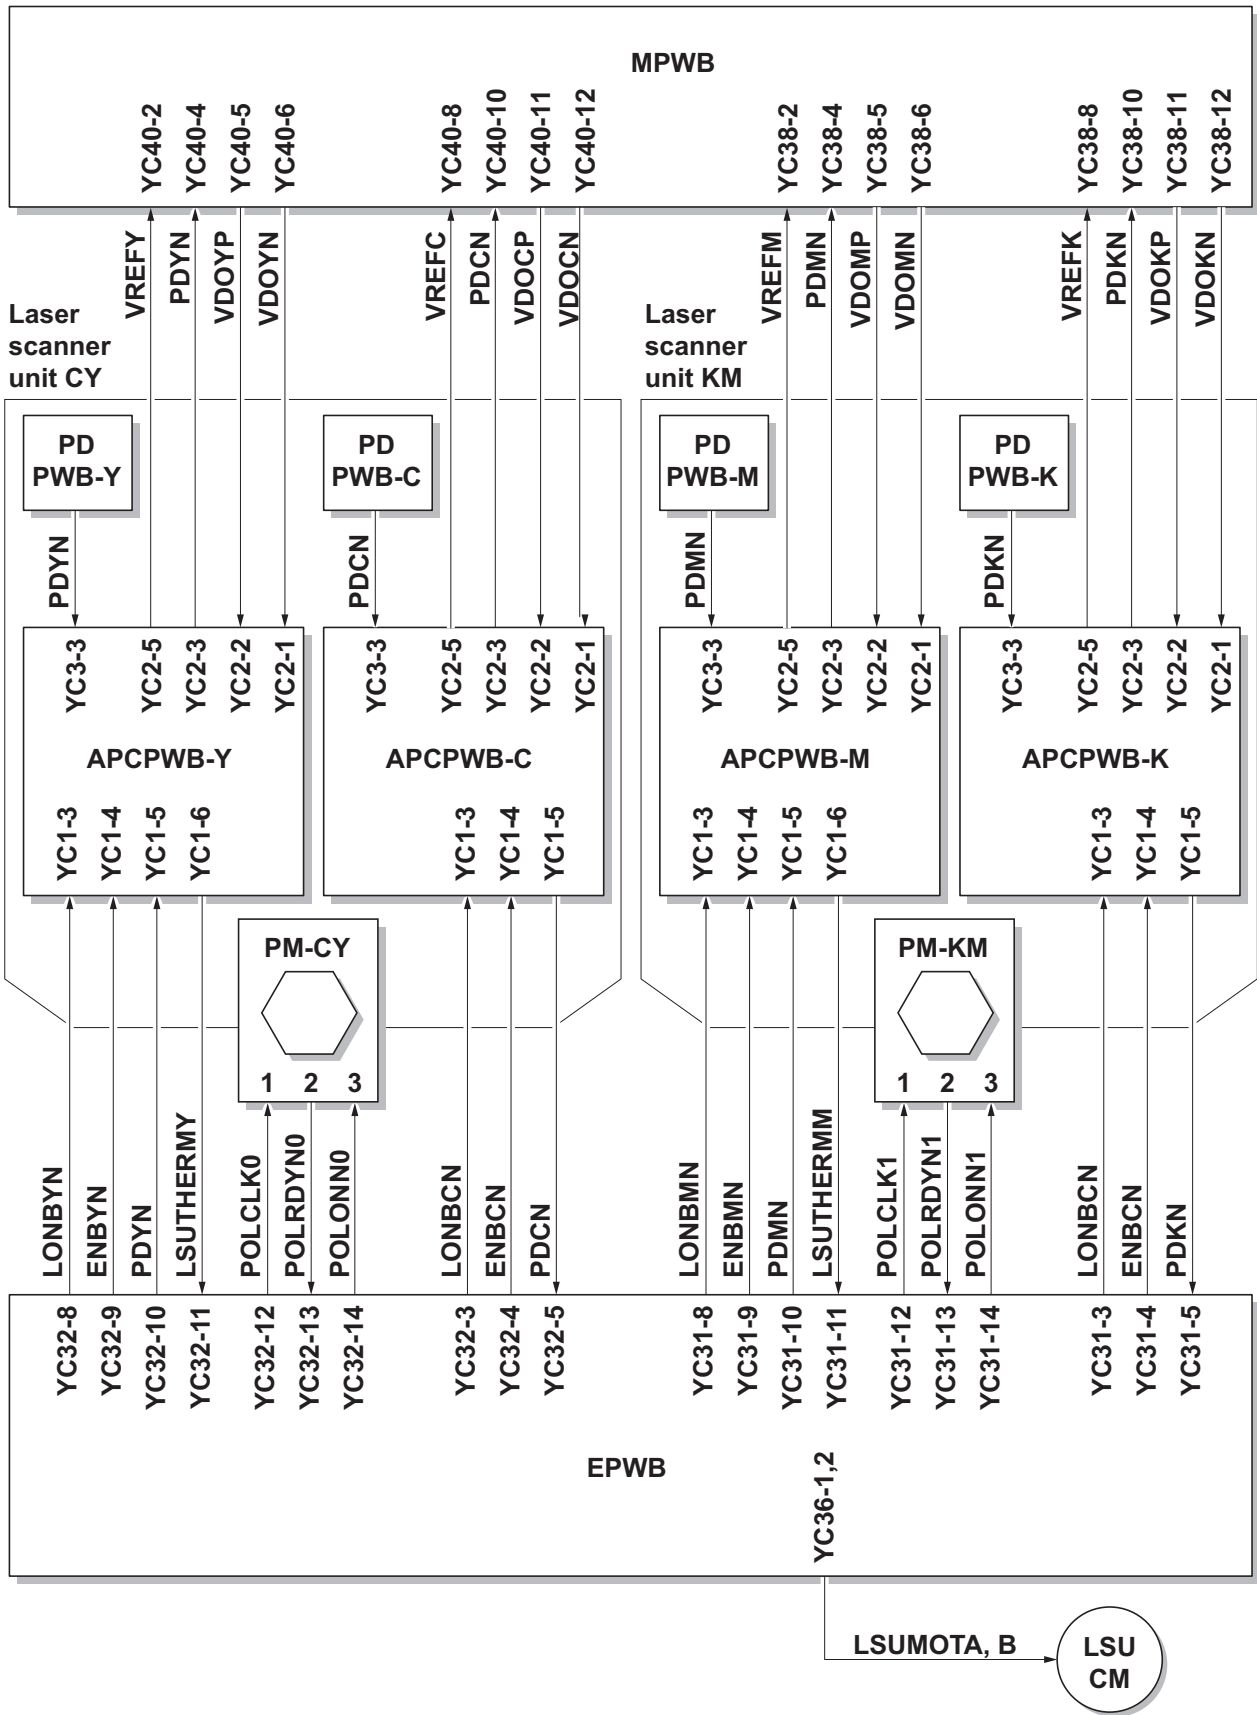 MPWB
YC40-2
YC40-4
YC40-5
YC40-6
YC40-8
YC40-10
YC40-11
YC40-12
YC38-2
YC38-4
YC38-5
YC38-6
YC38-8
YC38-10
YC38-11
YC38-12
VREFY
PDYN
VDOYP
VDOYN
VREFC
PDCN
VDOCP
VDOCN
VREFM
PDMN
VDOMP
VDOMN
VREFK
PDKN
VDOKP
VDOKN
Laser
scanner
unit CY
Laser
scanner
unit KM
PD
PWB-Y
PD
PWB-C
PD
PWB-M
PD
PWB-K
PDYN
PDCN
PDMN
PDKN
YC3-3
YC2-5
YC2-3
YC2-2
YC2-1
YC3-3
YC2-5
YC2-3
YC2-2
YC2-1
YC3-3
YC2-5
YC2-3
YC2-2
YC2-1
YC3-3
YC2-5
YC2-3
YC2-2
YC2-1
APCPWB-Y
APCPWB-C
APCPWB-M
APCPWB-K
YC1-3
YC1-4
YC1-5
YC1-6
YC1-3
YC1-4
YC1-5
YC1-3
YC1-4
YC1-5
YC1-6
YC1-3
YC1-4
YC1-5
PM-CY
1 2 3
PM-KM
1 2 3
LONBYN
ENBYN
PDYN
LSUTHERMY
POLCLK0
POLRDYN0
POLONN0
LONBCN
ENBCN
PDCN
LONBMN
ENBMN
PDMN
LSUTHERMM
POLCLK1
POLRDYN1
POLONN1
LONBCN
ENBCN
PDKN
YC32-8
YC32-9
YC32-10
YC32-11
YC32-12
YC32-13
YC32-14
YC32-3
YC32-4
YC32-5
YC31-8
YC31-9
YC31-10
YC31-11
YC31-12
YC31-13
YC31-14
YC31-3
YC31-4
YC31-5
EPWB
YC36-1,2
LSUMOTA, B
LSU
CM